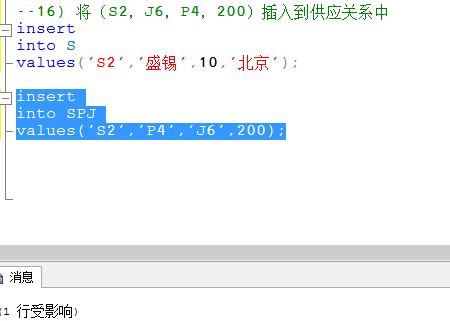 --16) 将（S2，J6，P4，200）插入到供应关系中
insert
into S
values('S2','盛锡',10,'北京');
insert
into SPJ
values('S2','P4','J6',200);
消息
(1 行受影响)